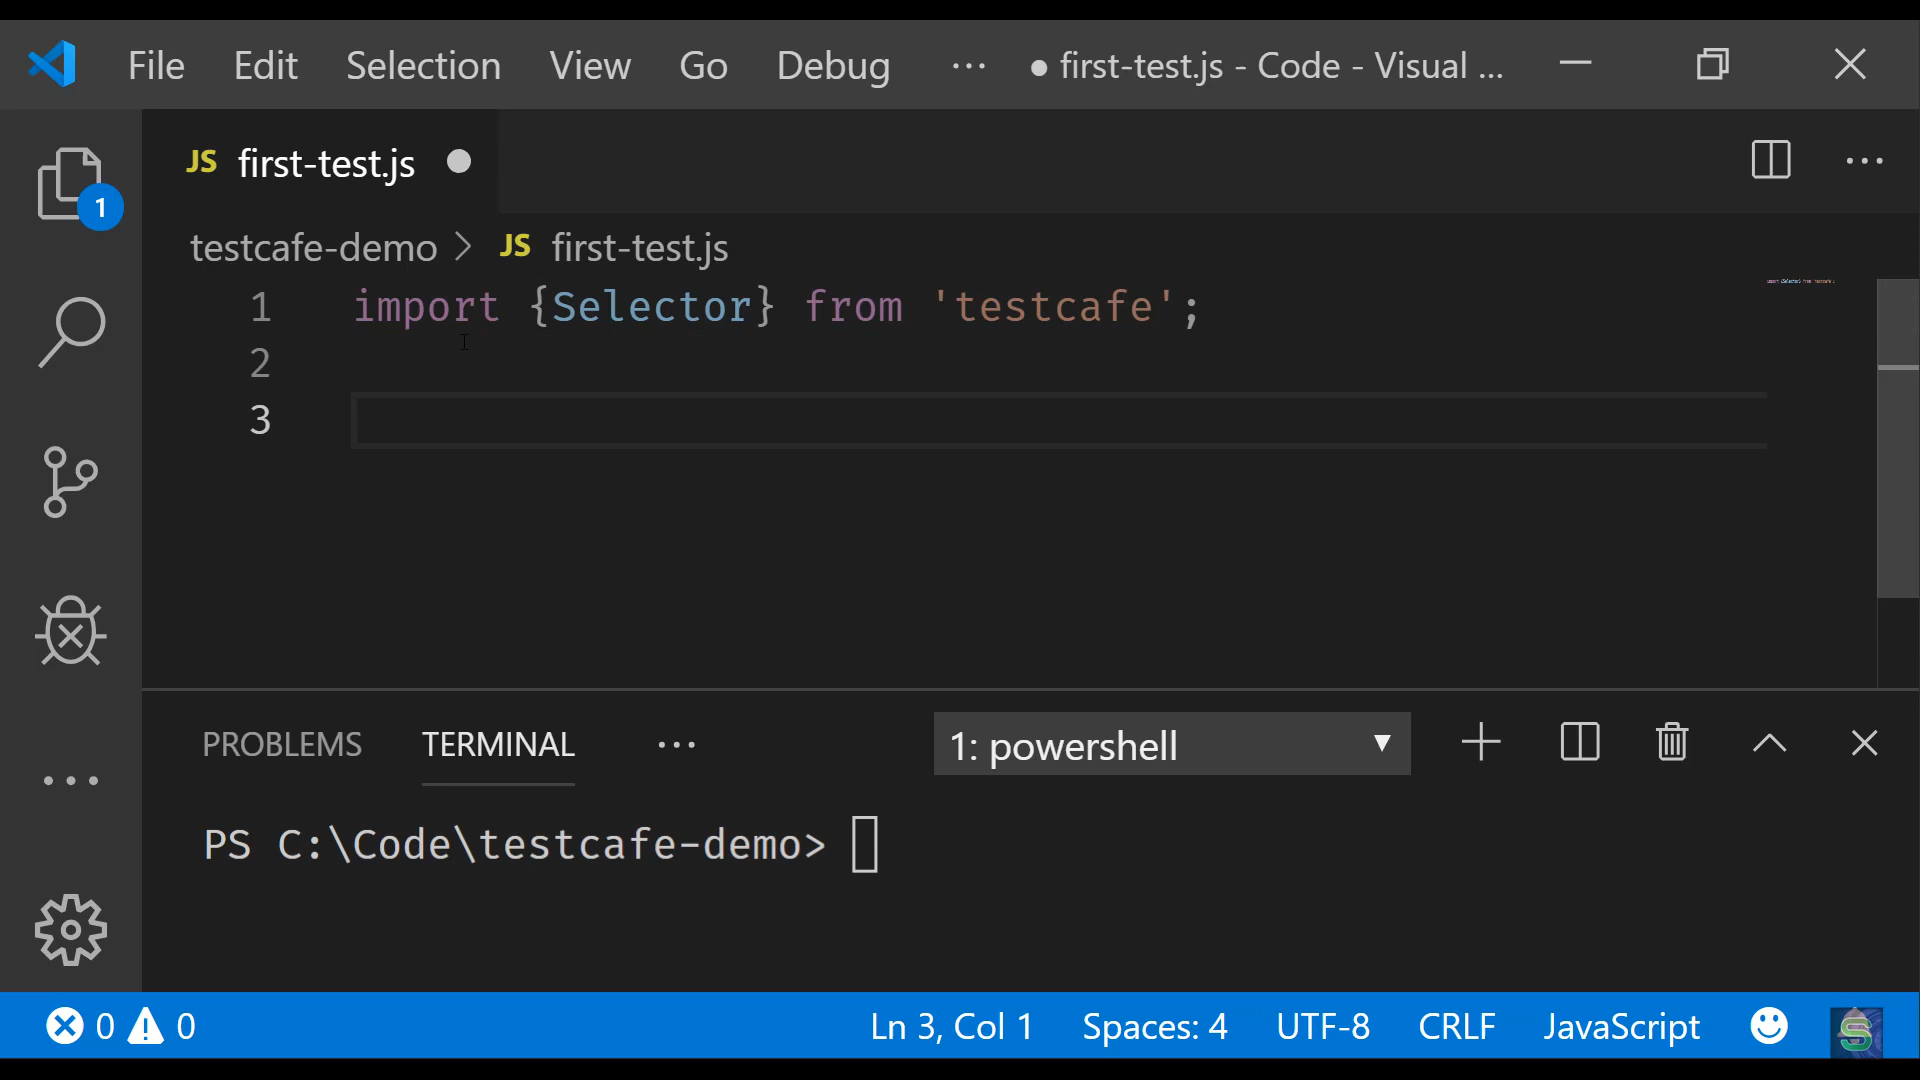 File Edit Selection View Go Debug ··· ● first-test.js - Code - Visual ...
JS first-test.js ●
1
testcafe-demo > JS first-test.js
1 import {Selector} from 'testcafe';
2
3
PROBLEMS TERMINAL ··· 1: powershell
PS C:\Code\testcafe-demo>
0 0 Ln 3, Col 1 Spaces: 4 UTF-8 CRLF JavaScript
S